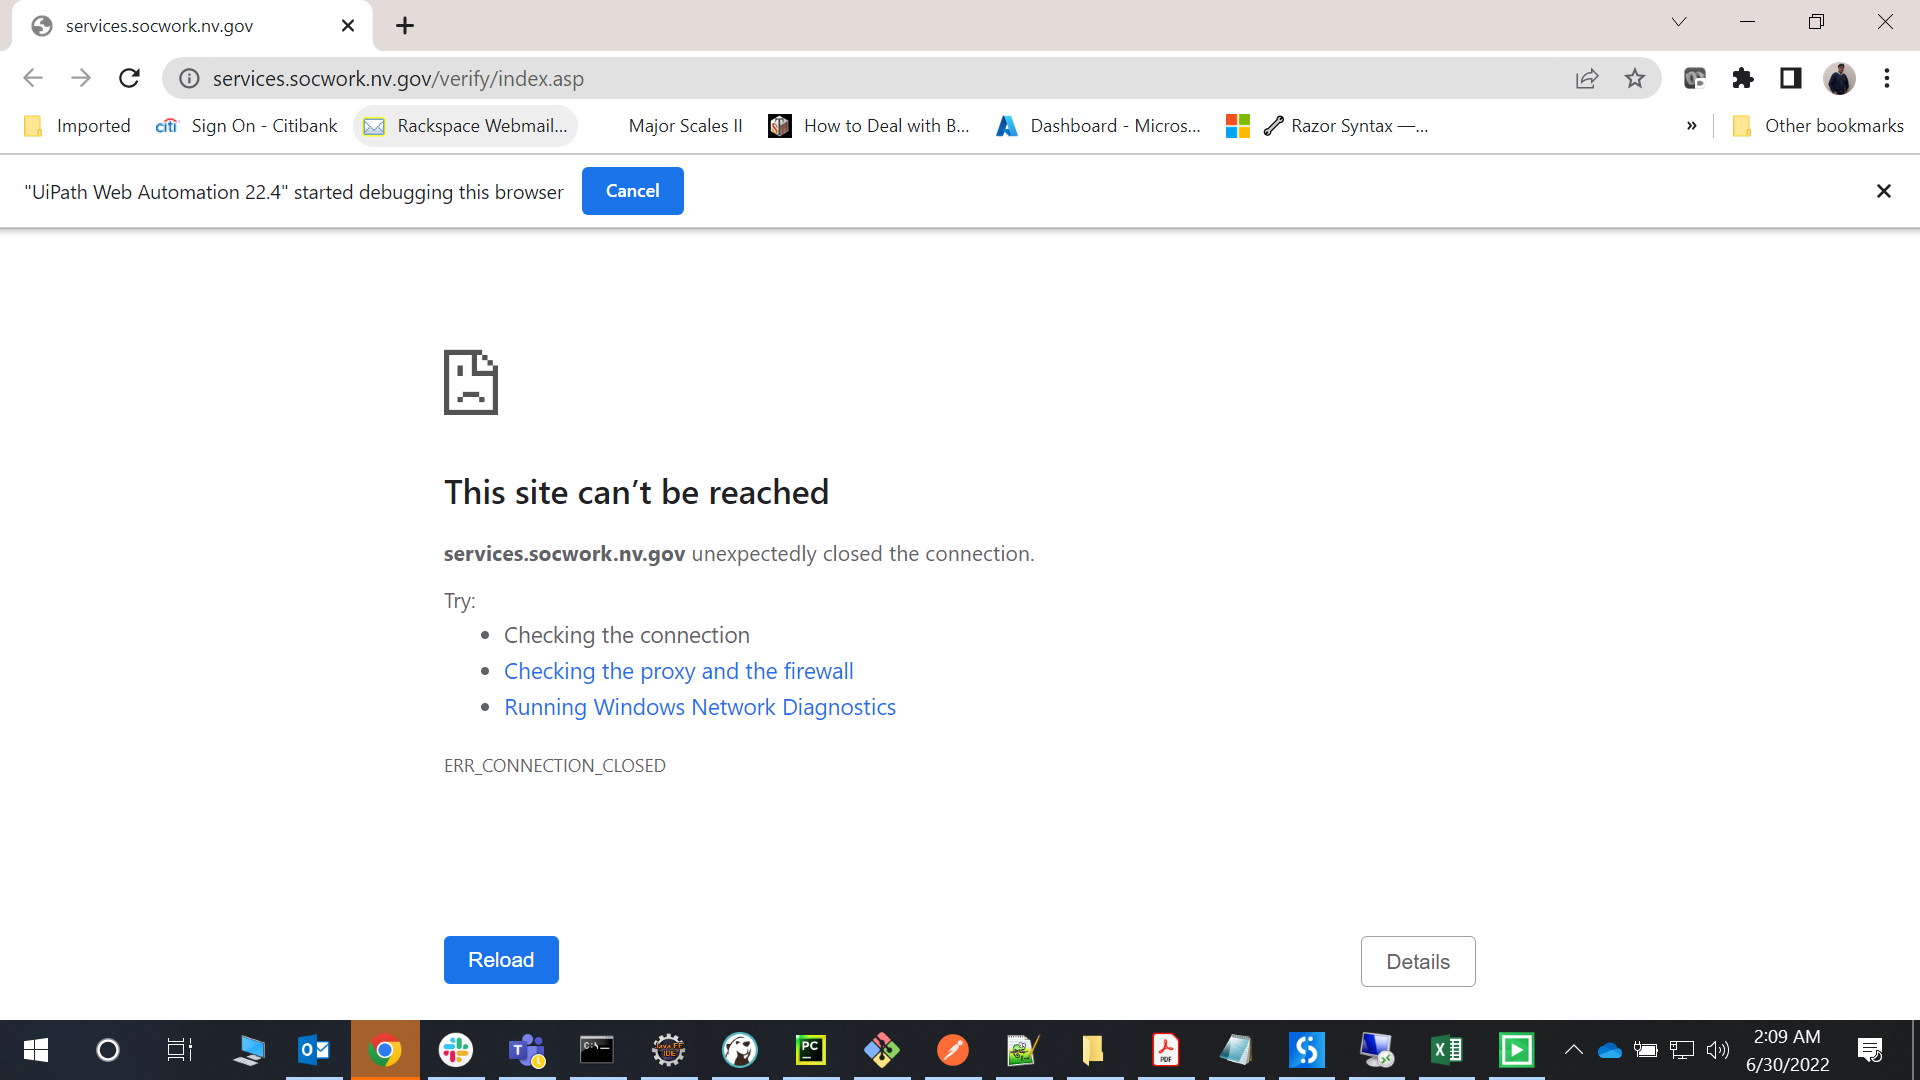 services.socwork.nv.gov
services.socwork.nv.gov/verify/index.asp
Imported
citi
Sign On - Citibank
Rackspace Webmail...
Major Scales II
How to Deal with B...
Dashboard - Micros...
Razor Syntax —...
»
Other bookmarks
"UiPath Web Automation 22.4" started debugging this browser
Cancel
This site can’t be reached
services.socwork.nv.gov unexpectedly closed the connection.
Try:
• Checking the connection
• Checking the proxy and the firewall
• Running Windows Network Diagnostics
ERR_CONNECTION_CLOSED
Reload
Details
PC
PDF
2:09 AM
6/30/2022